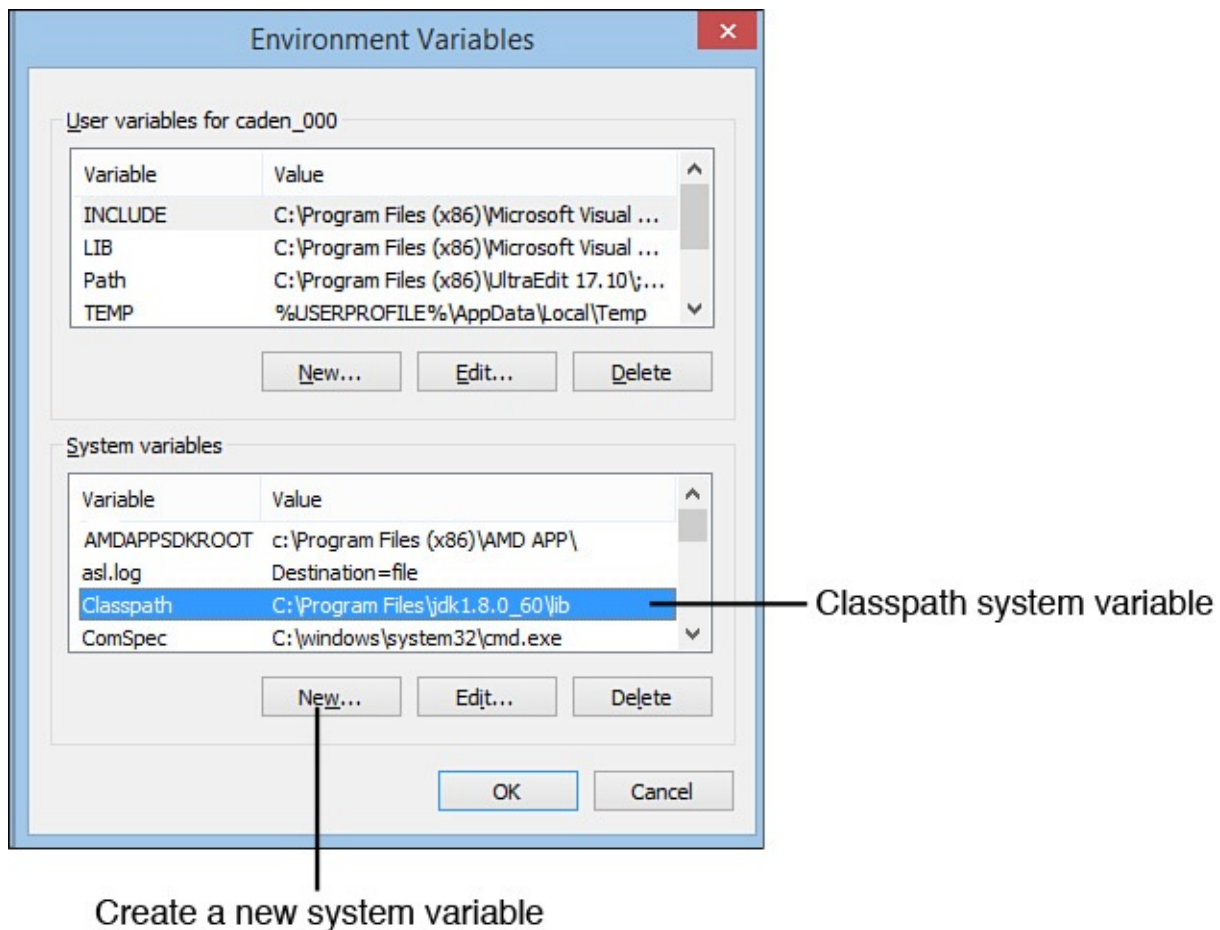 Environment Variables
User variables for caden_000
Variable Value
INCLUDE C:\Program Files (x86)\Microsoft Visual ...
LIB C:\Program Files (x86)\Microsoft Visual ...
Path C:\Program Files (x86)\UltraEdit 17.10\;...
TEMP %USERPROFILE%\AppData\Local\Temp
New... Edit... Delete
System variables
Variable Value
AMDAPPSDKROOT c:\Program Files (x86)\AMD APP\
asl.log Destination=file
Classpath C:\Program Files\jdk1.8.0_60\lib Classpath system variable
ComSpec C:\windows\system32\cmd.exe
New... Edit... Delete
OK Cancel
Create a new system variable